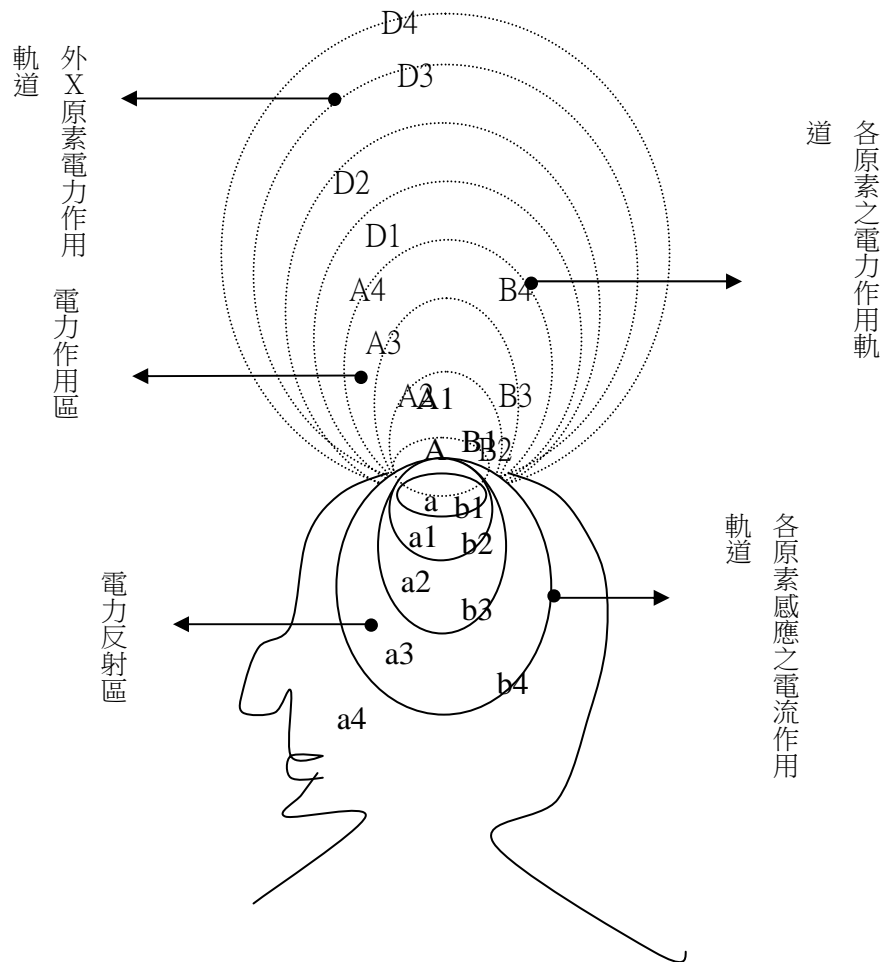 D4
D3
外Ｘ原素電力作用
軌道
各原素之電力作用軌
道
D2
D1
A4
B4
電力作用區
A3
A2
A1
B3
A
B1
B2
a
b1
a1
b2
各原素感應之電流作用
軌道
電力反射區
a2
b3
a3
b4
a4